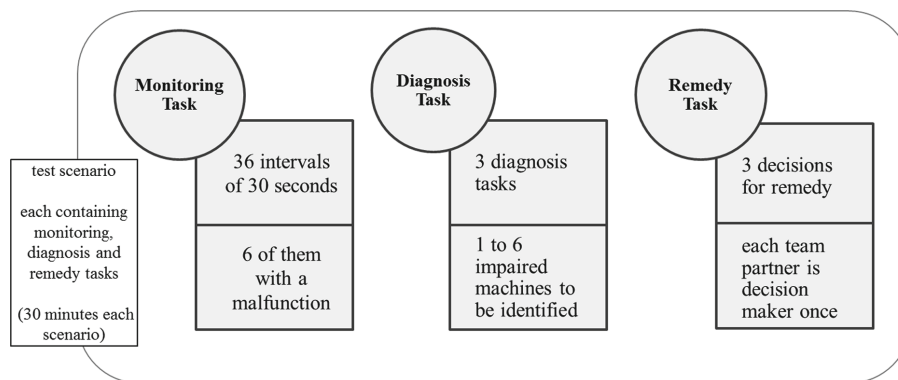 Monitoring
Task
36 intervals
of 30 seconds
6 of them
with a
malfunction
Diagnosis
Task
3 diagnosis
tasks
1 to 6
impaired
machines to
be identified
Remedy
Task
3 decisions
for remedy
each team
partner is
decision
maker once
test scenario
each containing
monitoring,
diagnosis and
remedy tasks
(30 minutes each
scenario)